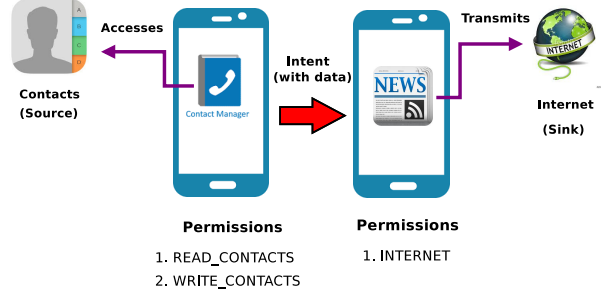 A
B
C
D
Accesses
Contacts
(Source)
Contact Manager
Intent
(with data)
NEWS
Transmits
INTERNET
Internet
(Sink)
Permissions
1. READ_CONTACTS
2. WRITE_CONTACTS
Permissions
1. INTERNET